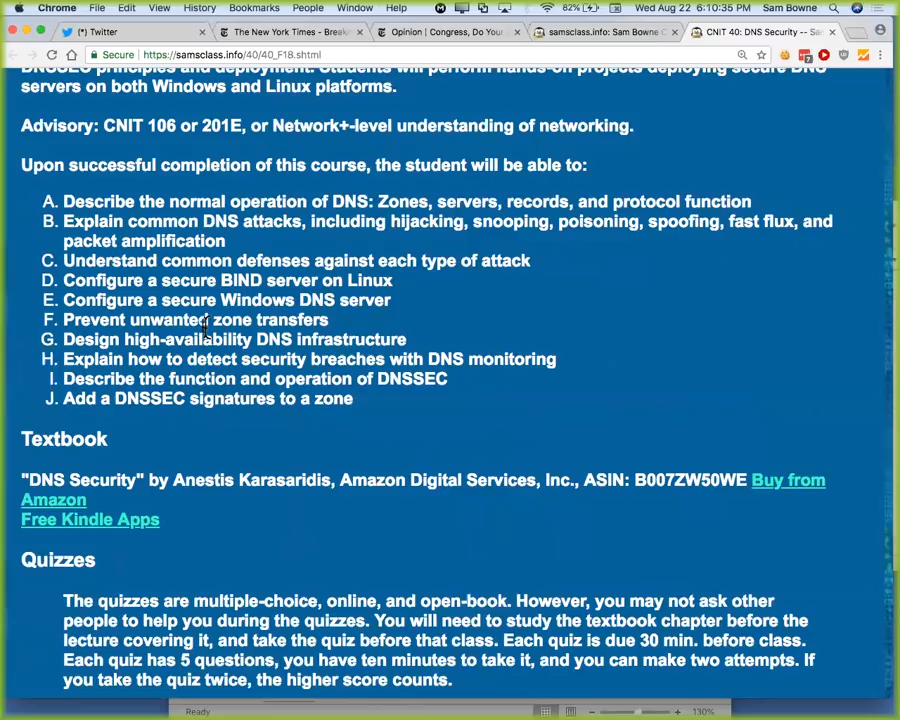 Chrome File Edit View History Bookmarks People Window Help 82% Wed Aug 22 6:10:35 PM Sam Bowne
(*) Twitter The New York Times - Break Opinion | Congress, Do Your samsclass.info: Sam Bowne C CNIT 40: DNS Security -- Sam
Secure https://samsclass.info/40/40_F18.shtml
DNSSEC principles and deployment. Students will perform hands-on projects deploying secure DNS
servers on both Windows and Linux platforms.
Advisory: CNIT 106 or 201E, or Network+-level understanding of networking.
Upon successful completion of this course, the student will be able to:
A. Describe the normal operation of DNS: Zones, servers, records, and protocol function
B. Explain common DNS attacks, including hijacking, snooping, poisoning, spoofing, fast flux, and
packet amplification
C. Understand common defenses against each type of attack
D. Configure a secure BIND server on Linux
E. Configure a secure Windows DNS server
F. Prevent unwanted zone transfers
G. Design high-availability DNS infrastructure
H. Explain how to detect security breaches with DNS monitoring
I. Describe the function and operation of DNSSEC
J. Add a DNSSEC signatures to a zone
Textbook
"DNS Security" by Anestis Karasaridis, Amazon Digital Services, Inc., ASIN: B007ZW50WE Buy from
Amazon
Free Kindle Apps
Quizzes
The quizzes are multiple-choice, online, and open-book. However, you may not ask other
people to help you during the quizzes. You will need to study the textbook chapter before the
lecture covering it, and take the quiz before that class. Each quiz is due 30 min. before class.
Each quiz has 5 questions, you have ten minutes to take it, and you can make two attempts. If
you take the quiz twice, the higher score counts.
Ready 130%